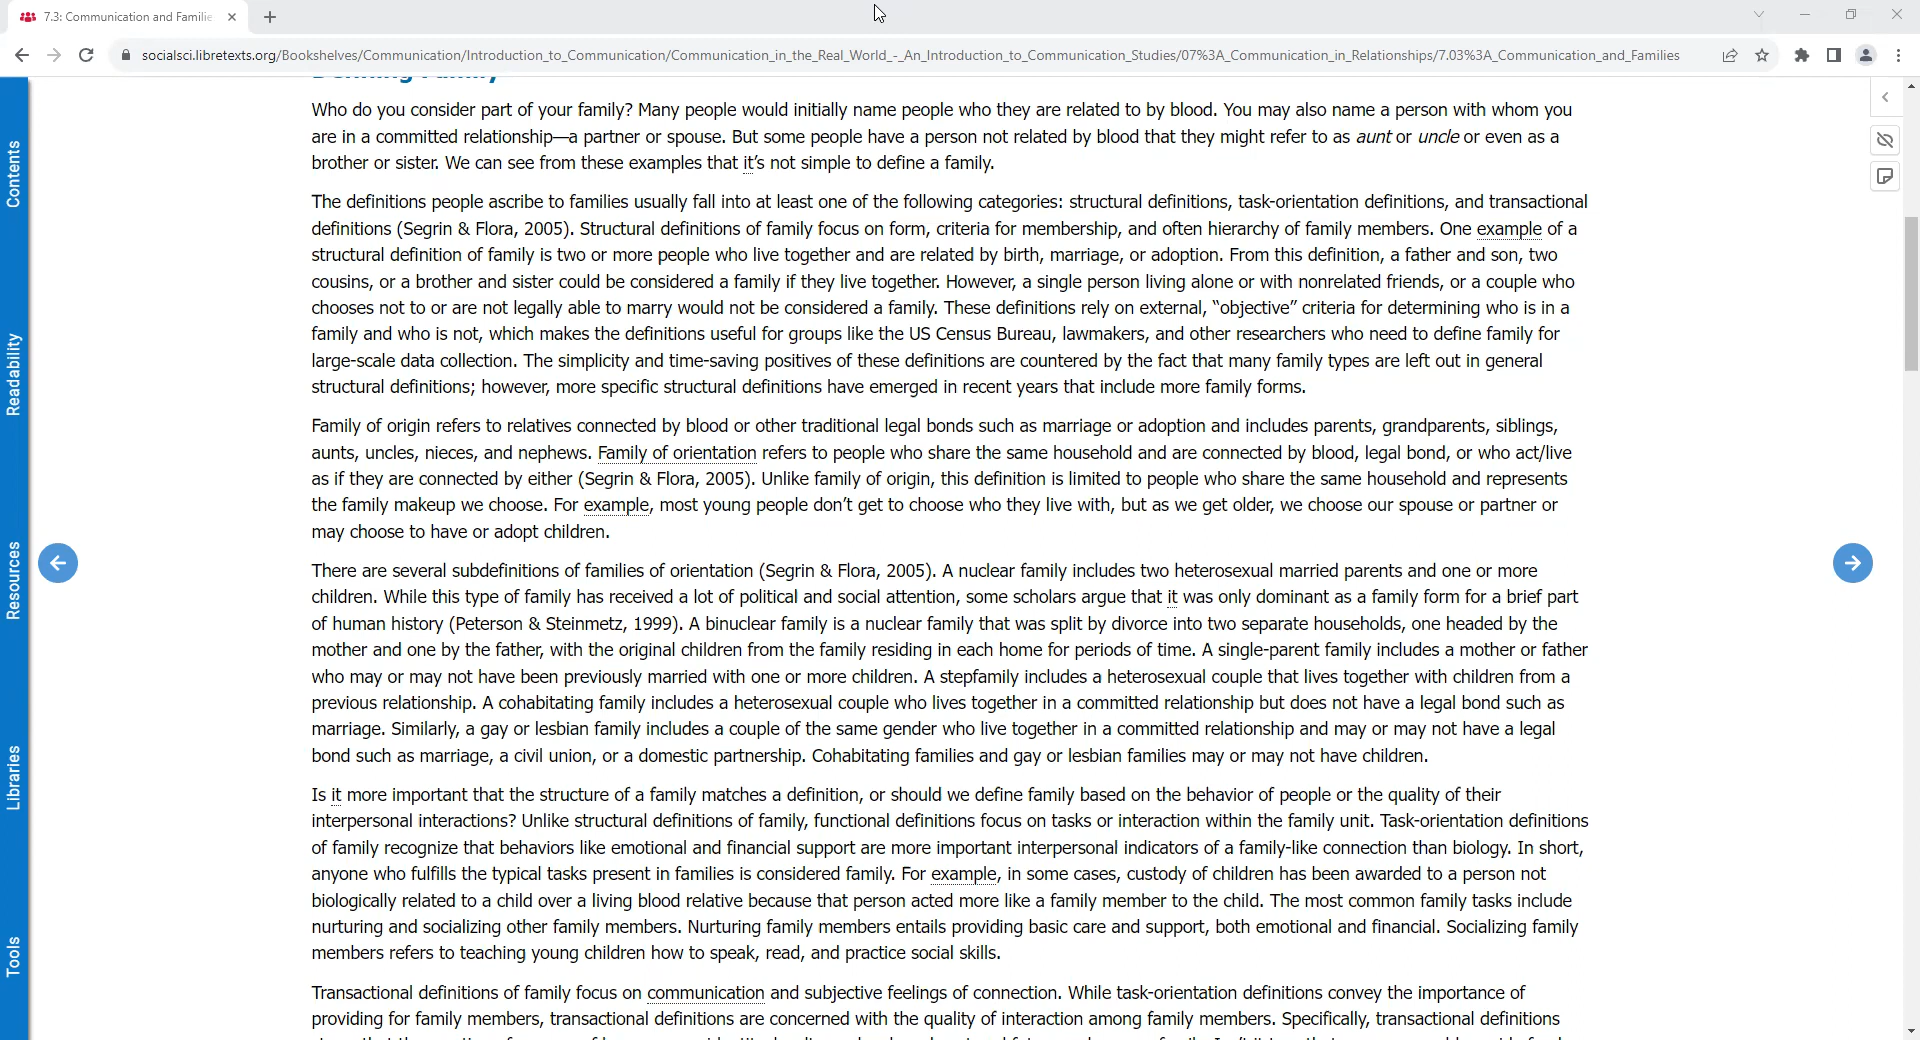 7.3: Communication and Familie
socialsci.libretexts.org/Bookshelves/Communication/Introduction_to_Communication/Communication_in_the_Real_World_-_An_Introduction_to_Communication_Studies/07%3A_Communication_in_Relationships/7.03%3A_Communication_and_Families
Defining Family
Who do you consider part of your family? Many people would initially name people who they are related to by blood. You may also name a person with whom you
are in a committed relationship—a partner or spouse. But some people have a person not related by blood that they might refer to as aunt or uncle or even as a
brother or sister. We can see from these examples that it’s not simple to define a family.
The definitions people ascribe to families usually fall into at least one of the following categories: structural definitions, task-orientation definitions, and transactional
definitions (Segrin & Flora, 2005). Structural definitions of family focus on form, criteria for membership, and often hierarchy of family members. One example of a
structural definition of family is two or more people who live together and are related by birth, marriage, or adoption. From this definition, a father and son, two
cousins, or a brother and sister could be considered a family if they live together. However, a single person living alone or with nonrelated friends, or a couple who
chooses not to or are not legally able to marry would not be considered a family. These definitions rely on external, “objective” criteria for determining who is in a
family and who is not, which makes the definitions useful for groups like the US Census Bureau, lawmakers, and other researchers who need to define family for
large-scale data collection. The simplicity and time-saving positives of these definitions are countered by the fact that many family types are left out in general
structural definitions; however, more specific structural definitions have emerged in recent years that include more family forms.
Family of origin refers to relatives connected by blood or other traditional legal bonds such as marriage or adoption and includes parents, grandparents, siblings,
aunts, uncles, nieces, and nephews. Family of orientation refers to people who share the same household and are connected by blood, legal bond, or who act/live
as if they are connected by either (Segrin & Flora, 2005). Unlike family of origin, this definition is limited to people who share the same household and represents
the family makeup we choose. For example, most young people don’t get to choose who they live with, but as we get older, we choose our spouse or partner or
may choose to have or adopt children.
There are several subdefinitions of families of orientation (Segrin & Flora, 2005). A nuclear family includes two heterosexual married parents and one or more
children. While this type of family has received a lot of political and social attention, some scholars argue that it was only dominant as a family form for a brief part
of human history (Peterson & Steinmetz, 1999). A binuclear family is a nuclear family that was split by divorce into two separate households, one headed by the
mother and one by the father, with the original children from the family residing in each home for periods of time. A single-parent family includes a mother or father
who may or may not have been previously married with one or more children. A stepfamily includes a heterosexual couple that lives together with children from a
previous relationship. A cohabitating family includes a heterosexual couple who lives together in a committed relationship but does not have a legal bond such as
marriage. Similarly, a gay or lesbian family includes a couple of the same gender who live together in a committed relationship and may or may not have a legal
bond such as marriage, a civil union, or a domestic partnership. Cohabitating families and gay or lesbian families may or may not have children.
Is it more important that the structure of a family matches a definition, or should we define family based on the behavior of people or the quality of their
interpersonal interactions? Unlike structural definitions of family, functional definitions focus on tasks or interaction within the family unit. Task-orientation definitions
of family recognize that behaviors like emotional and financial support are more important interpersonal indicators of a family-like connection than biology. In short,
anyone who fulfills the typical tasks present in families is considered family. For example, in some cases, custody of children has been awarded to a person not
biologically related to a child over a living blood relative because that person acted more like a family member to the child. The most common family tasks include
nurturing and socializing other family members. Nurturing family members entails providing basic care and support, both emotional and financial. Socializing family
members refers to teaching young children how to speak, read, and practice social skills.
Transactional definitions of family focus on communication and subjective feelings of connection. While task-orientation definitions convey the importance of
providing for family members, transactional definitions are concerned with the quality of interaction among family members. Specifically, transactional definitions
Contents
Readability
Resources
Libraries
Tools